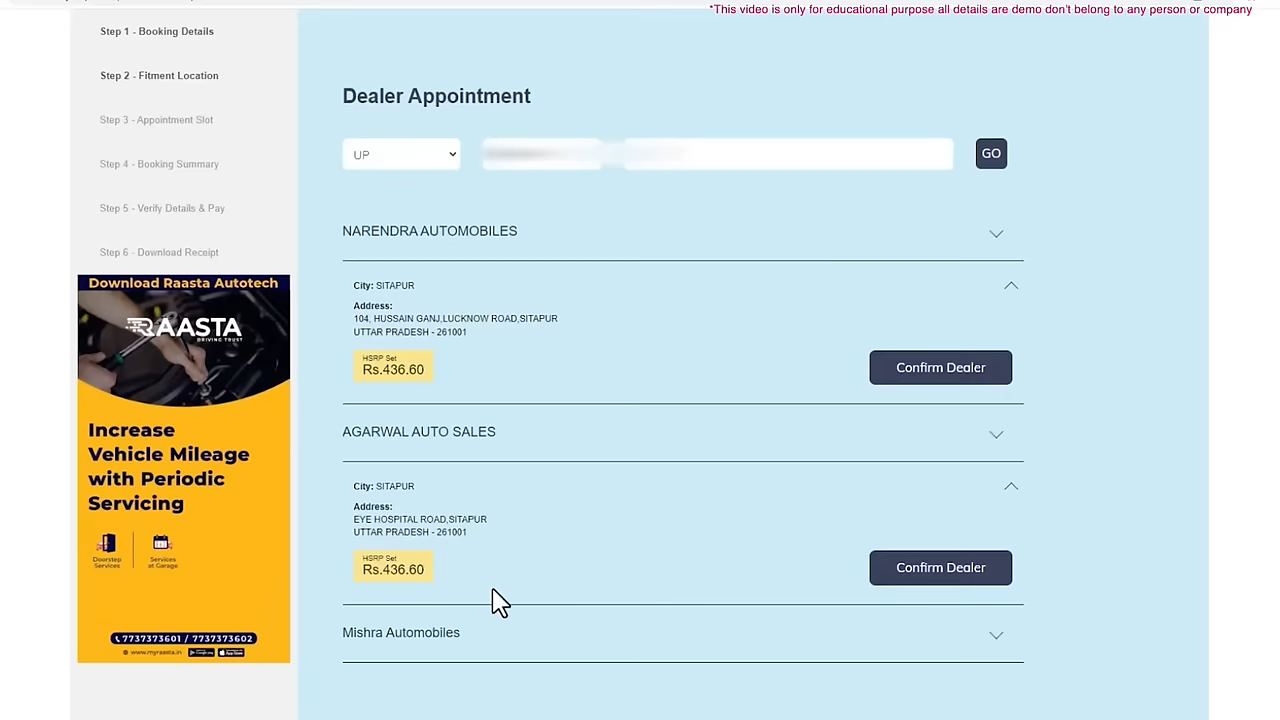 *This video is only for educational purpose all details are demo don't belong to any person or company
Step 1 - Booking Details
Step 2 - Fitment Location
Step 3 - Appointment Slot
Step 4 - Booking Summary
Step 5 - Verify Details & Pay
Step 6 - Download Receipt
Download Raasta Autotech
RAASTA
DRIVING TRUST
Increase
Vehicle Mileage
with Periodic
Servicing
Doorstep Services
Services at Garage
7737373601 / 7737373602
www.myraasta.in
Dealer Appointment
UP
GO
NARENDRA AUTOMOBILES
City: SITAPUR
Address:
104, HUSSAIN GANJ,LUCKNOW ROAD,SITAPUR
UTTAR PRADESH - 261001
HSRP Set
Rs.436.60
Confirm Dealer
AGARWAL AUTO SALES
City: SITAPUR
Address:
EYE HOSPITAL ROAD,SITAPUR
UTTAR PRADESH - 261001
HSRP Set
Rs.436.60
Confirm Dealer
Mishra Automobiles